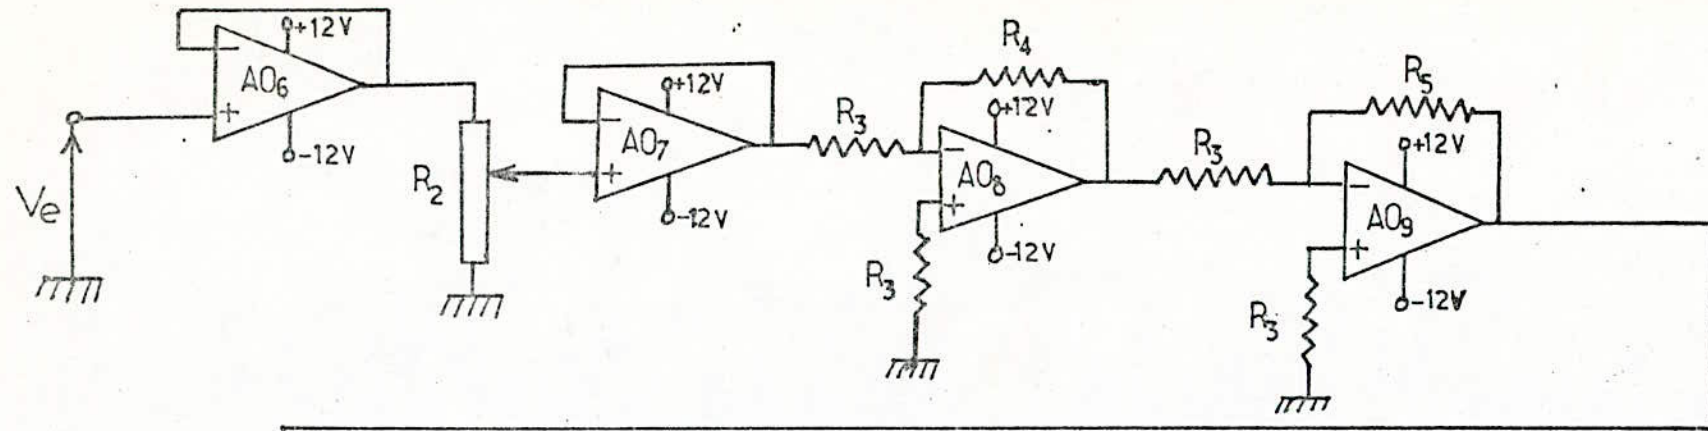 +12V
-
AO6
+
-12V
Ve
R2
+12V
-
AO7
+
-12V
R3
R4
+12V
-
AO8
+
-12V
R3
R3
R5
+12V
-
AO9
+
-12V
R3